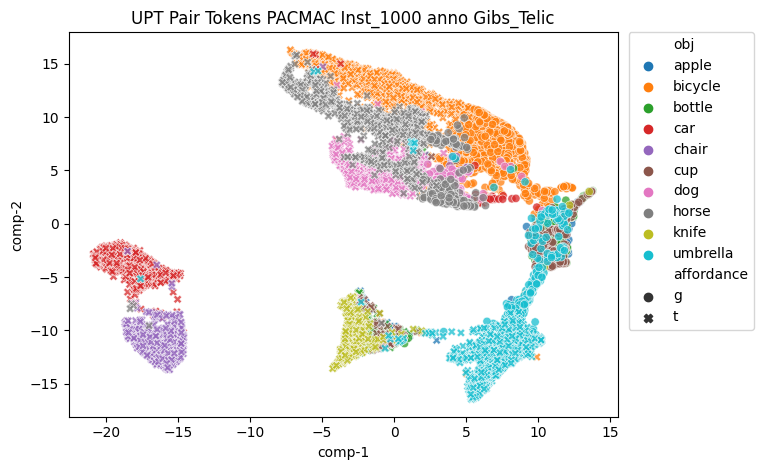 UPT Pair Tokens PACMAC Inst_1000 anno Gibs_Telic
15
10
5
0
−5
−10
−15
comp-2
−20 −15 −10 −5 0 5 10 15
comp-1
obj
apple
bicycle
bottle
car
chair
cup
dog
horse
knife
umbrella
affordance
g
t